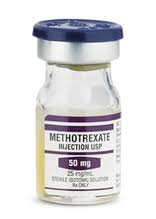 METHOTREXATE
INJECTION USP
50 mg
25 mg/mL
STERILE ISOTONIC SOLUTION
Rx ONLY